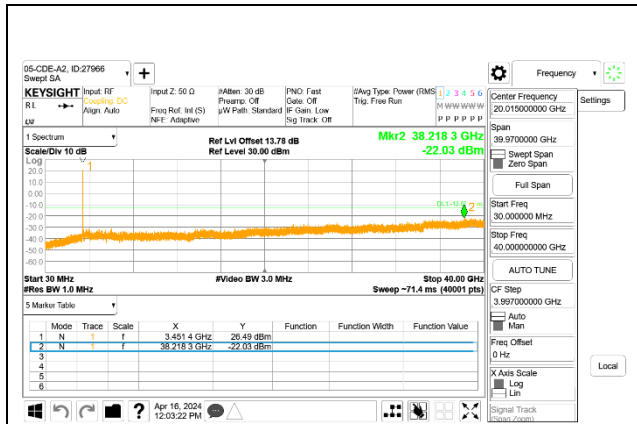 05-CDE-A2, ID:27966
Swept SA
Frequency
KEYSIGHT
Input: RF
Input Z: 50 Ω
#Atten: 30 dB
PNO: Fast
#Avg Type: Power (RMS
1 2 3 4 5 6
R L
Coupling: DC
Preamp: Off
Gate: Off
Trig: Free Run
M W W W W W
Align: Auto
Freq Ref: Int (S)
µW Path: Standard
IF Gain: Low
NFE: Adaptive
Sig Track: Off
P P P P P P
1 Spectrum
Ref Lvl Offset 13.78 dB
Mkr2 38.218 3 GHz
Scale/Div 10 dB
Ref Level 30.00 dBm
-22.03 dBm
Log
1
20.0
10.0
0.00
-10.0
2
-20.0
-30.0
-40.0
-50.0
-60.0
Start 30 MHz
#Video BW 3.0 MHz
Stop 40.00 GHz
#Res BW 1.0 MHz
Sweep ~71.4 ms (40001 pts)
5 Marker Table
Mode Trace Scale X Y Function Function Width Function Value
1 N 1 f 3.451 4 GHz 26.49 dBm
2 N 1 f 38.218 3 GHz -22.03 dBm
3
4
5
6
Apr 16, 2024
12:03:22 PM
Center Frequency
20.015000000 GHz
Settings
Span
39.9700000 GHz
Swept Span
Zero Span
Full Span
Start Freq
30.000000 MHz
Stop Freq
40.00000000 GHz
AUTO TUNE
CF Step
3.997000000 GHz
Auto
Man
Freq Offset
0 Hz
X Axis Scale
Log
Lin
Local
Signal Track
(Span Zoom)